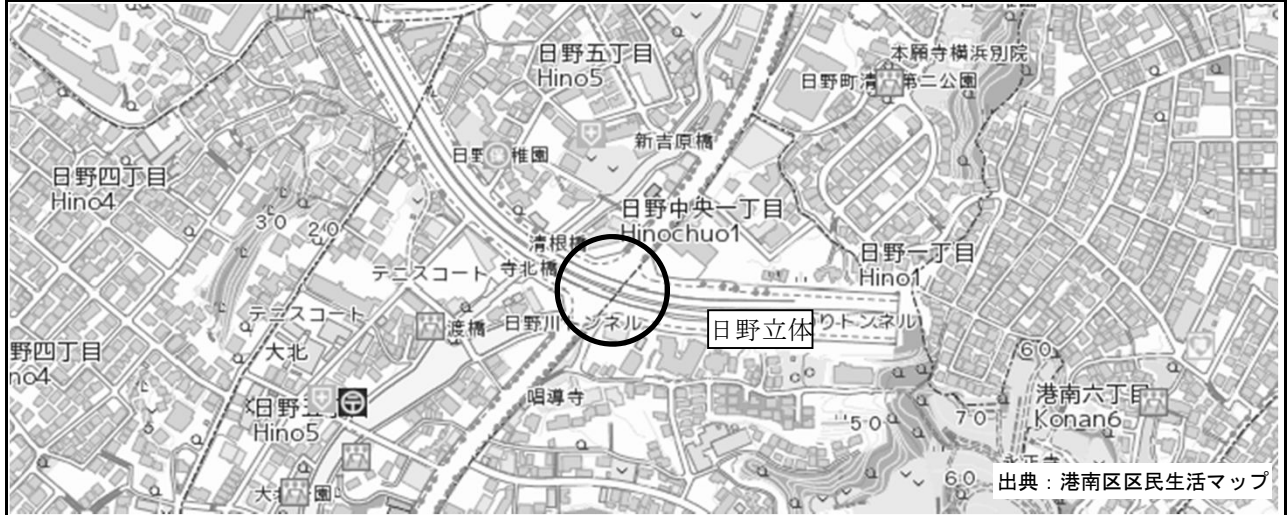 日野五丁目
Hino5
本願寺横浜別院
日野町清
第二公園
新吉原橋
日野
稚園
日野四丁目
Hino4
30
20
日野中央一丁目
Hinochuo1
清根橋
寺北橋
テニスコート
日野一丁目
Hino1
テニスコート
渡橋
日野川トンネル
日野立体
りトンネル
大北
野四丁目
no4
60
唱導寺
港南六丁目
Konan6
日野五
Hino5
50
70
60
大
園
出典：港南区区民生活マップ